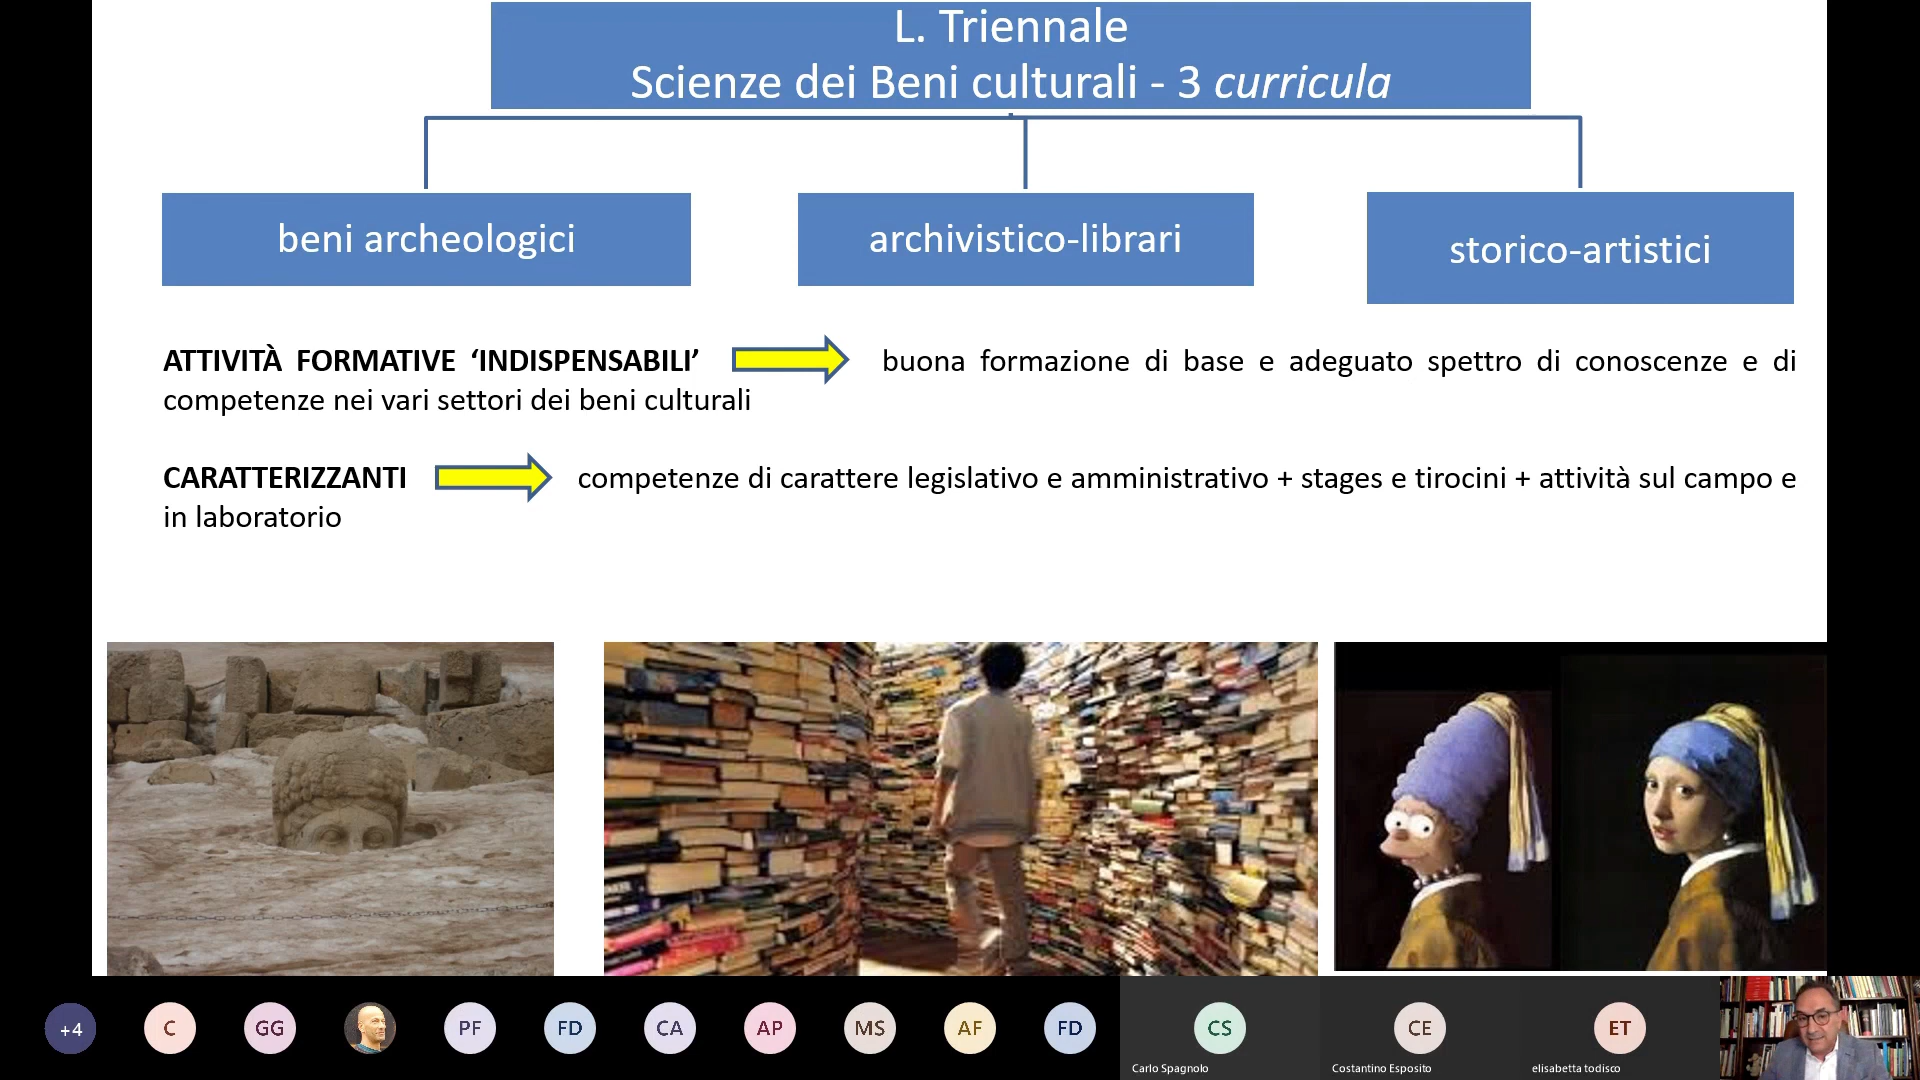 L. Triennale
Scienze dei Beni culturali - 3 curricula
beni archeologici
archivistico-librari
storico-artistici
ATTIVITÀ FORMATIVE ‘INDISPENSABILI’ buona formazione di base e adeguato spettro di conoscenze e di
competenze nei vari settori dei beni culturali
CARATTERIZZANTI competenze di carattere legislativo e amministrativo + stages e tirocini + attività sul campo e
in laboratorio
+4
C
GG
PF
FD
CA
AP
MS
AF
FD
CS
CE
ET
Carlo Spagnolo
Costantino Esposito
elisabetta todisco